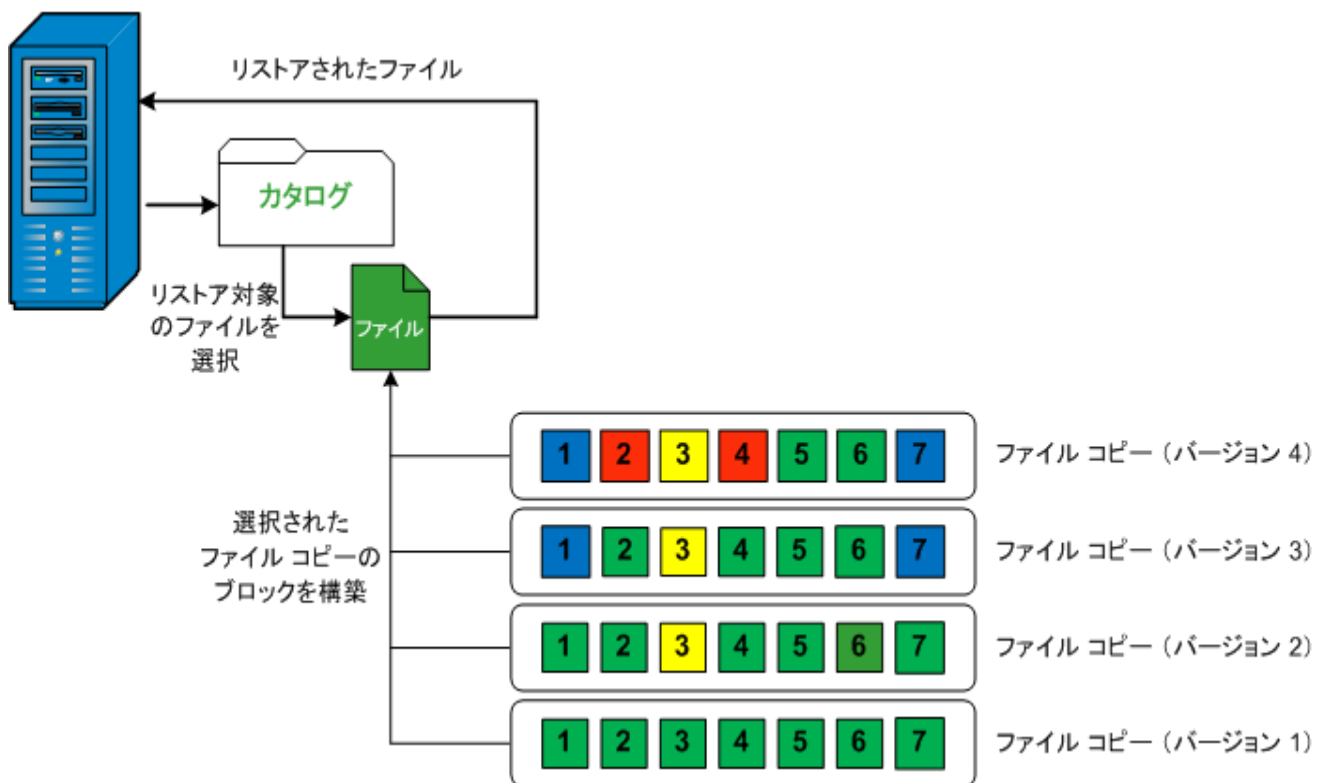 リストアされたファイル
カタログ
リストア対象
のファイルを
選択
ファイル
1 2 3 4 5 6 7
ファイル コピー (バージョン 4)
選択された
ファイル コピーの
ブロックを構築
1 2 3 4 5 6 7
ファイル コピー (バージョン 3)
1 2 3 4 5 6 7
ファイル コピー (バージョン 2)
1 2 3 4 5 6 7
ファイル コピー (バージョン 1)